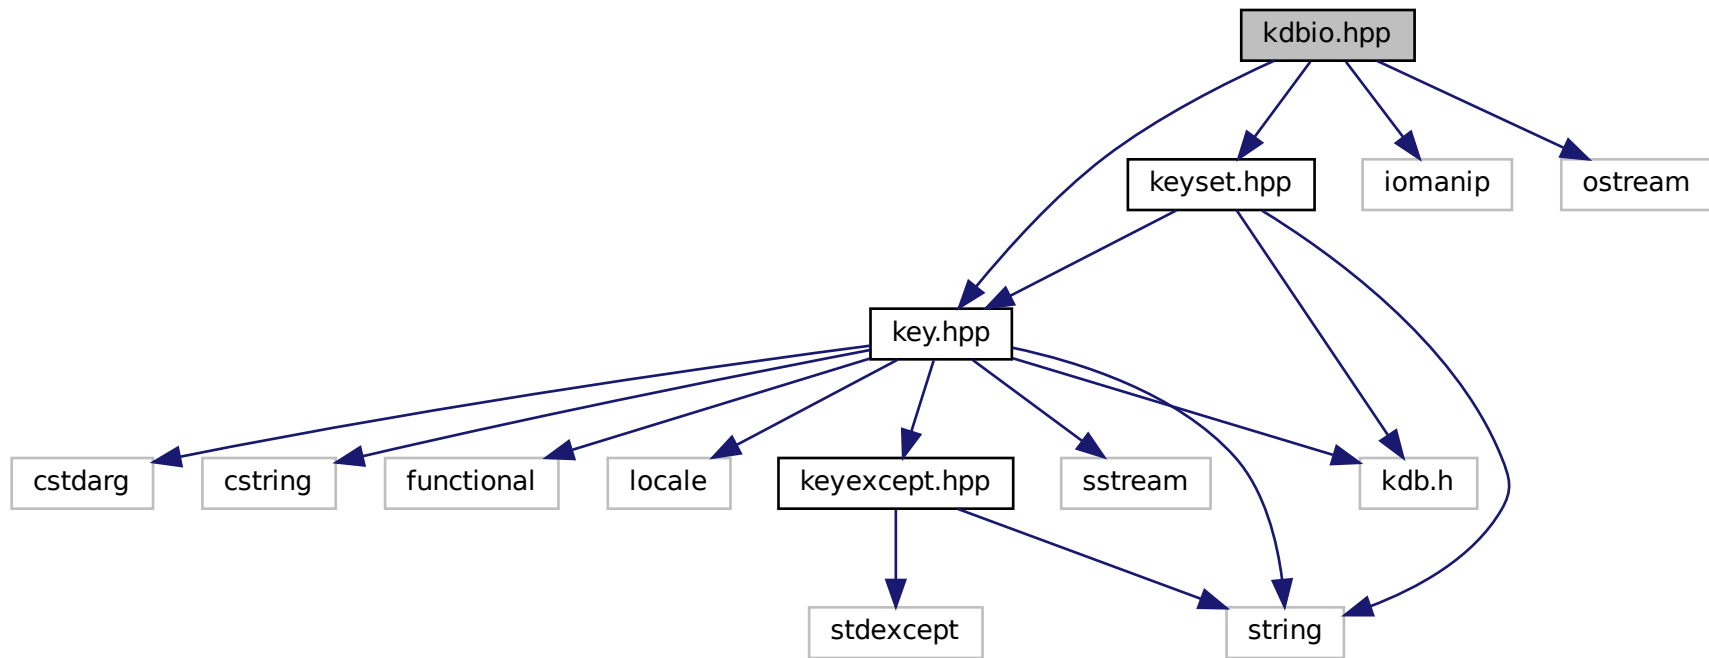 kdbio.hpp
keyset.hpp
iomanip
ostream
key.hpp
cstdarg
cstring
functional
locale
keyexcept.hpp
sstream
kdb.h
stdexcept
string